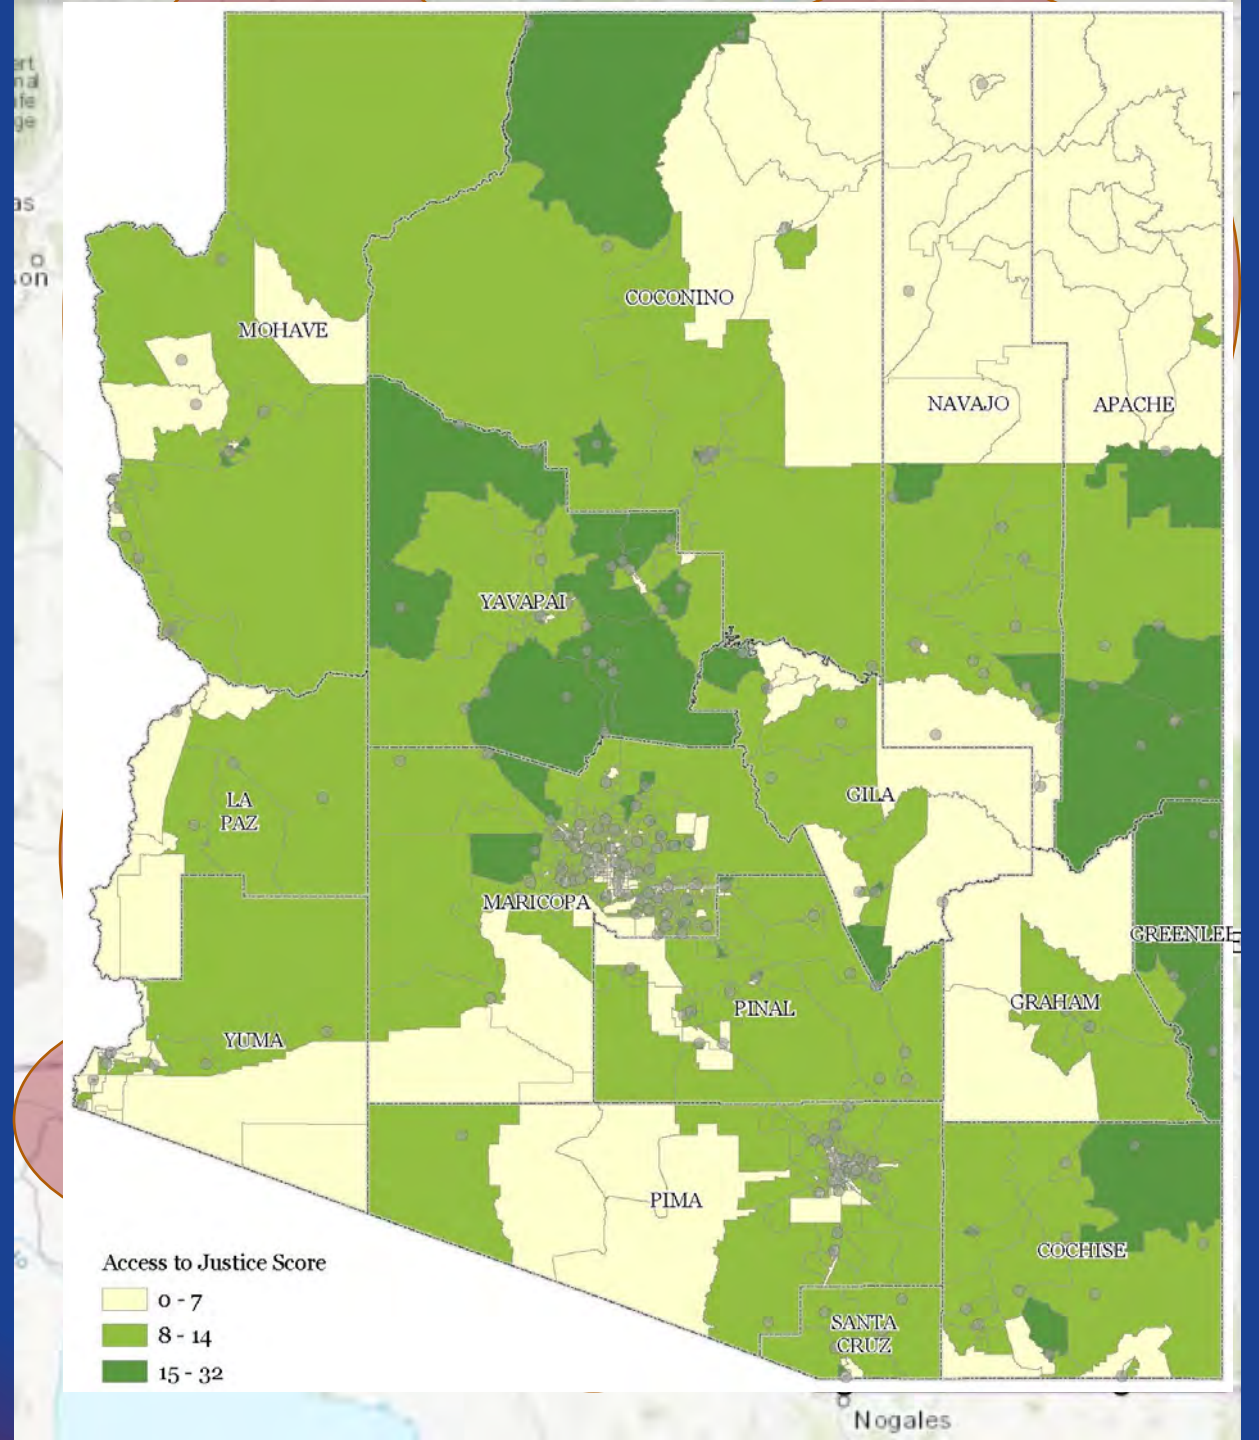 COCONINO
MOHAVE
NAVAJO
APACHE
YAVAPAI
LA
PAZ
GILA
MARICOPA
GREENLEE
GRAHAM
PINAL
YUMA
PIMA
COCHISE
SANTA
CRUZ
Access to Justice Score
0 - 7
8 - 14
15 - 32
Nogales